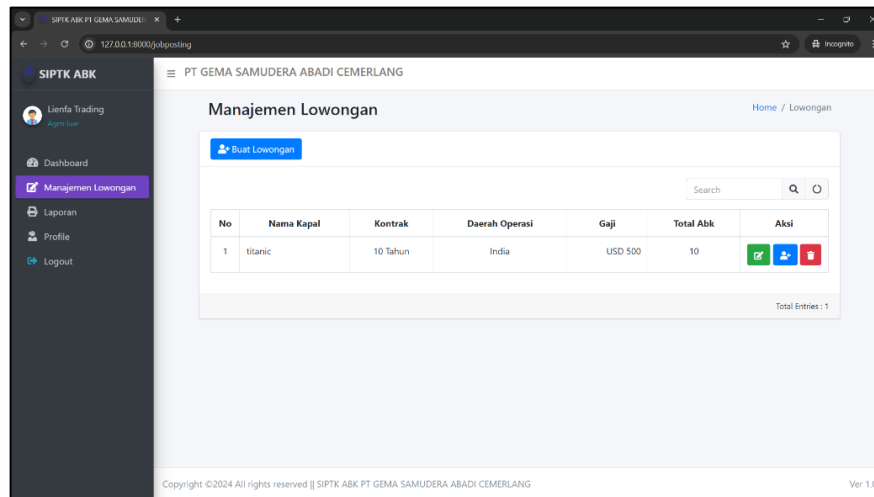 SIPTK ABK PT GEMA SAMUDER
127.0.0.1:8000/jobposting
Incognito
SIPTK ABK
PT GEMA SAMUDERA ABADI CEMERLANG
Lienfa Trading
Agen luar
Manajemen Lowongan
Home / Lowongan
Buat Lowongan
Dashboard
Manajemen Lowongan
Laporan
Profile
Logout
Search
No Nama Kapal Kontrak Daerah Operasi Gaji Total Abk Aksi
1 titanic 10 Tahun India USD 500 10
Total Entries : 1
Copyright ©2024 All rights reserved || SIPTK ABK PT GEMA SAMUDERA ABADI CEMERLANG
Ver 1.0